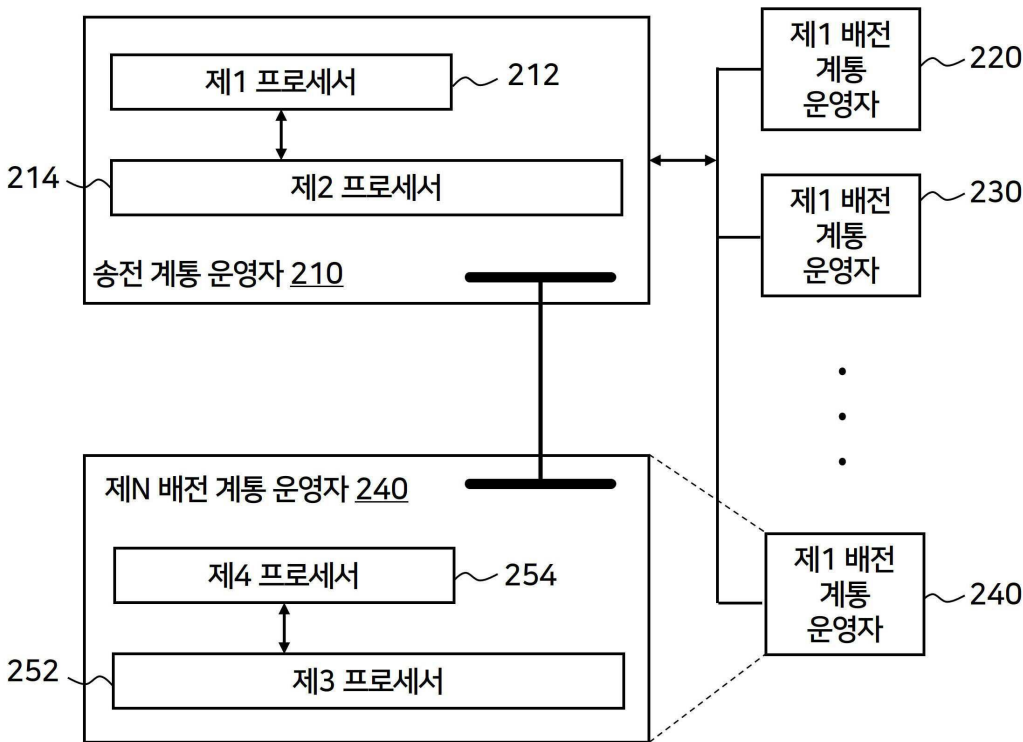 제1 프로세서
212
제2 프로세서
214
송전 계통 운영자 210
제1 배전
계통
운영자
220
제1 배전
계통
운영자
230
제N 배전 계통 운영자 240
제4 프로세서
254
제3 프로세서
252
제1 배전
계통
운영자
240